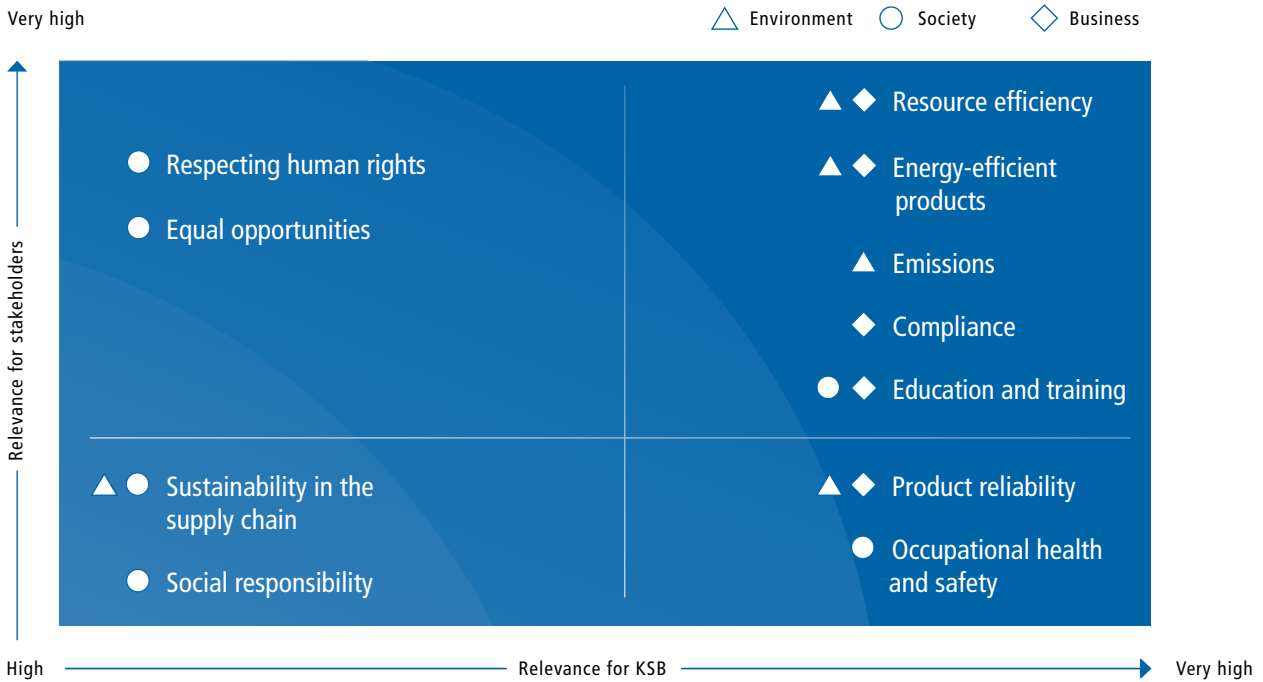 Very high
Environment
Society
Business
Relevance for stakeholders
Respecting human rights
Equal opportunities
Resource efficiency
Energy-efficient
products
Emissions
Compliance
Education and training
Sustainability in the
supply chain
Social responsibility
Product reliability
Occupational health
and safety
High
Relevance for KSB
Very high